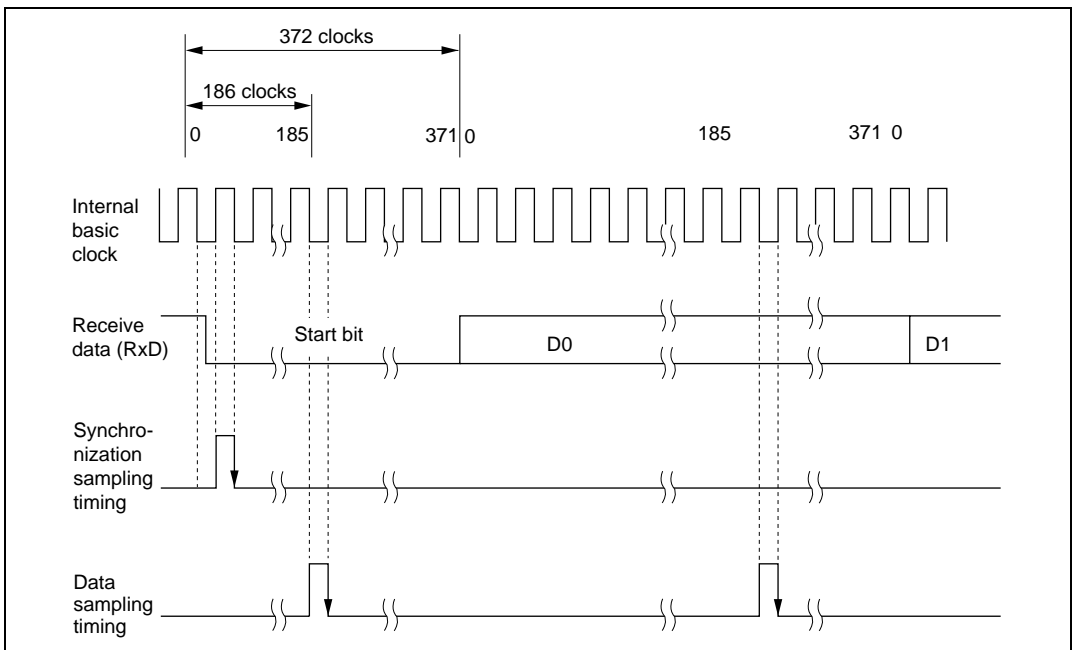 372 clocks
186 clocks
0 185 371 0 185 371 0
Internal
basic
clock
Receive
data (RxD)
Start bit
D0
D1
Synchro-
nization
sampling
timing
Data
sampling
timing